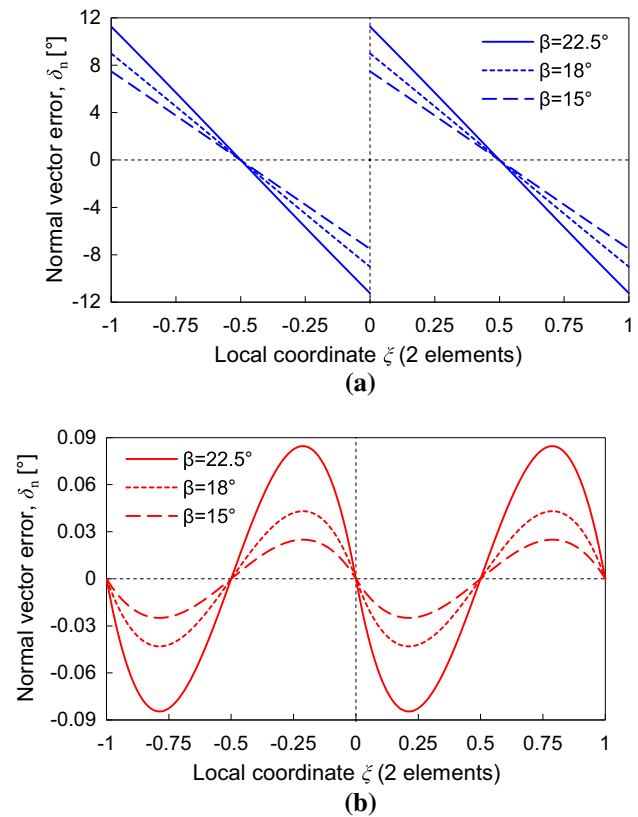 12
8
4
0
-4
-8
-12
Normal vector error, δn [°]
β=22.5°
β=18°
β=15°
-1 -0.75 -0.5 -0.25 0 0.25 0.5 0.75 1
Local coordinate ξ (2 elements)
(a)
0.09
0.06
0.03
0
-0.03
-0.06
-0.09
Normal vector error, δn [°]
β=22.5°
β=18°
β=15°
-1 -0.75 -0.5 -0.25 0 0.25 0.5 0.75 1
Local coordinate ξ (2 elements)
(b)